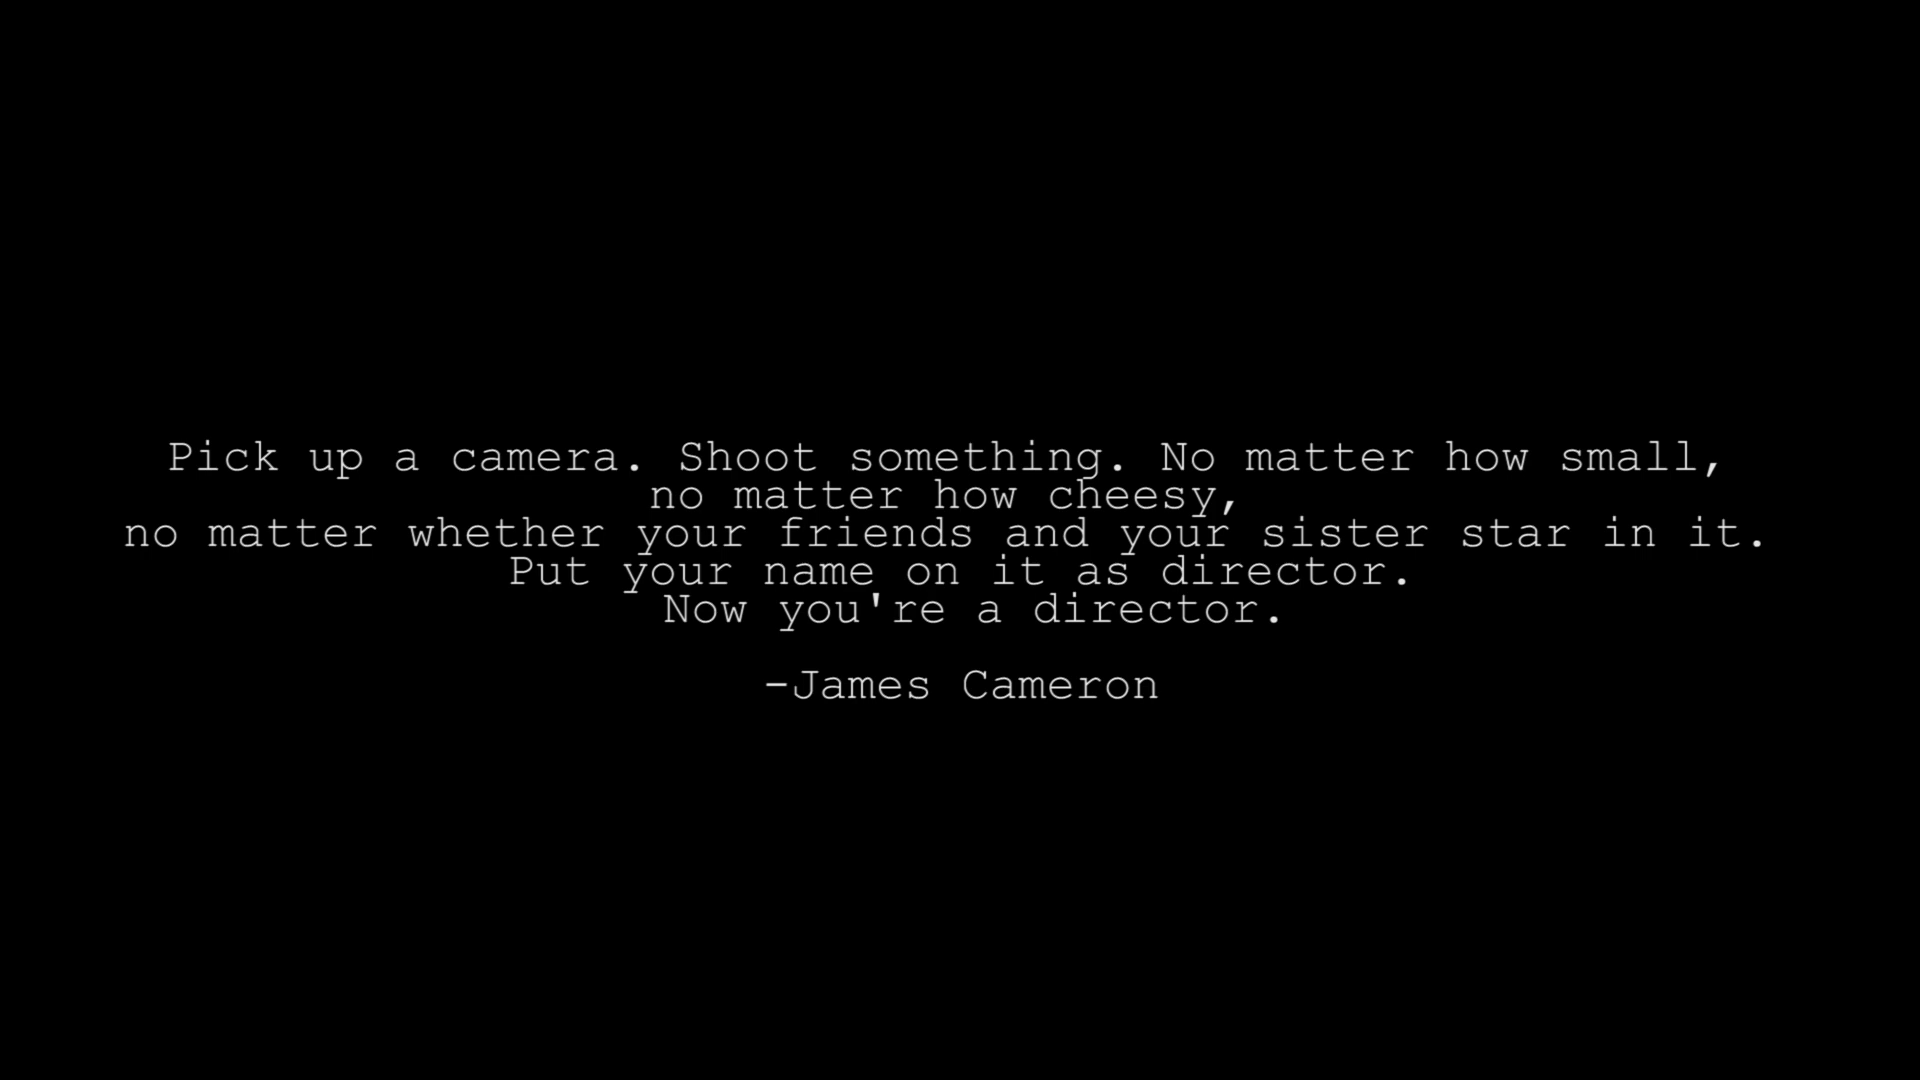 Pick up a camera. Shoot something. No matter how small,
no matter how cheesy,
no matter whether your friends and your sister star in it.
Put your name on it as director.
Now you're a director.
-James Cameron